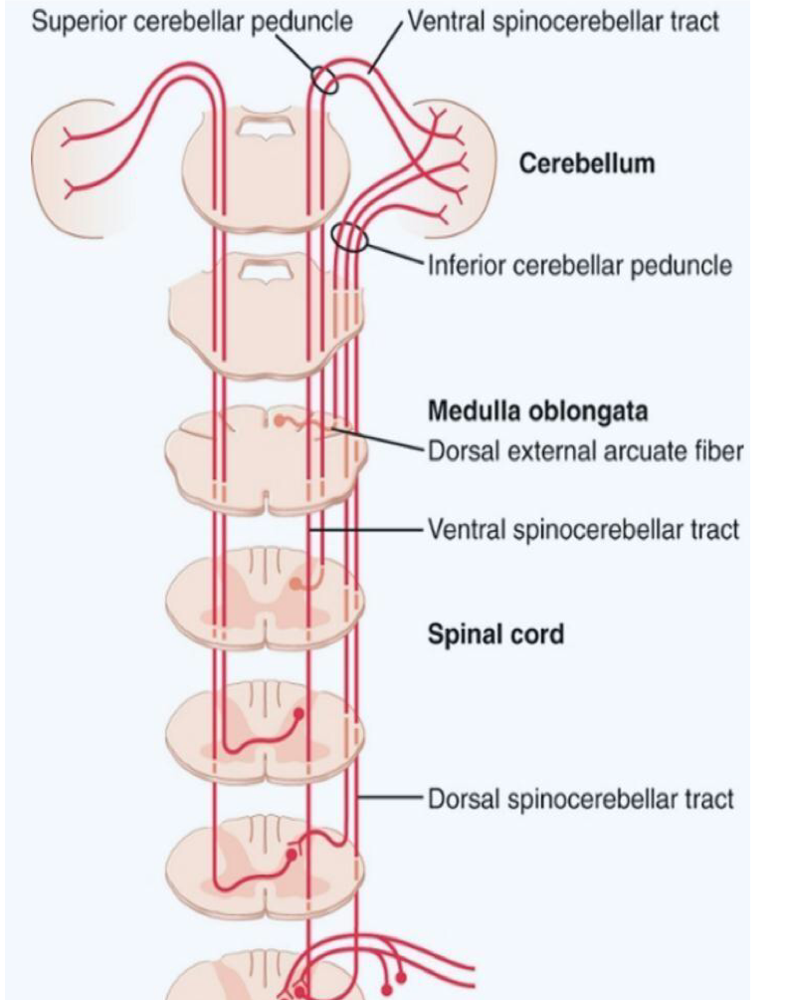 Superior cerebellar peduncle
Ventral spinocerebellar tract
Cerebellum
Inferior cerebellar peduncle
Medulla oblongata
Dorsal external arcuate fiber
Ventral spinocerebellar tract
Spinal cord
Dorsal spinocerebellar tract